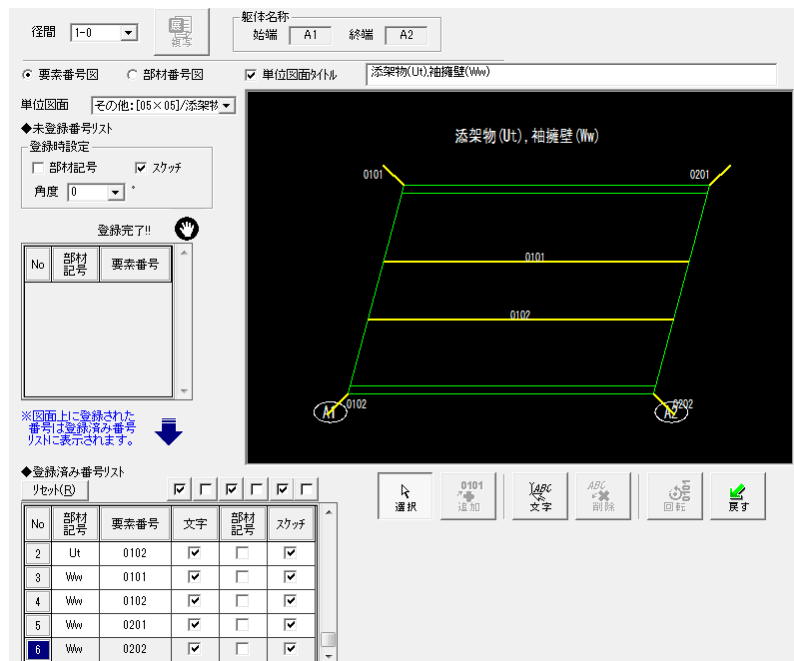 径間 1-0 複写
躯体名称
始端 A1 終端 A2
要素番号図 部材番号図 単位図面タイトル 添架物(Ut),袖擁壁(Ww)
単位図面 その他:[05×05]/添架物
◆未登録番号リスト
登録時設定
部材記号 スケッチ
角度 0 °
登録完了!!
No 部材記号 要素番号
※図面上に登録された
番号は登録済み番号
リストに表示されます。
添架物(Ut),袖擁壁(Ww)
0101 0201
0101
0102
A1 0102 A2 0202
◆登録済み番号リスト
リセット(R)
No 部材記号 要素番号 文字 部材記号 スケッチ
2 Ut 0102
3 Ww 0101
4 Ww 0102
5 Ww 0201
6 Ww 0202
選択
0101 追加
ABC 文字
ABC 削除
0101 回転
戻す